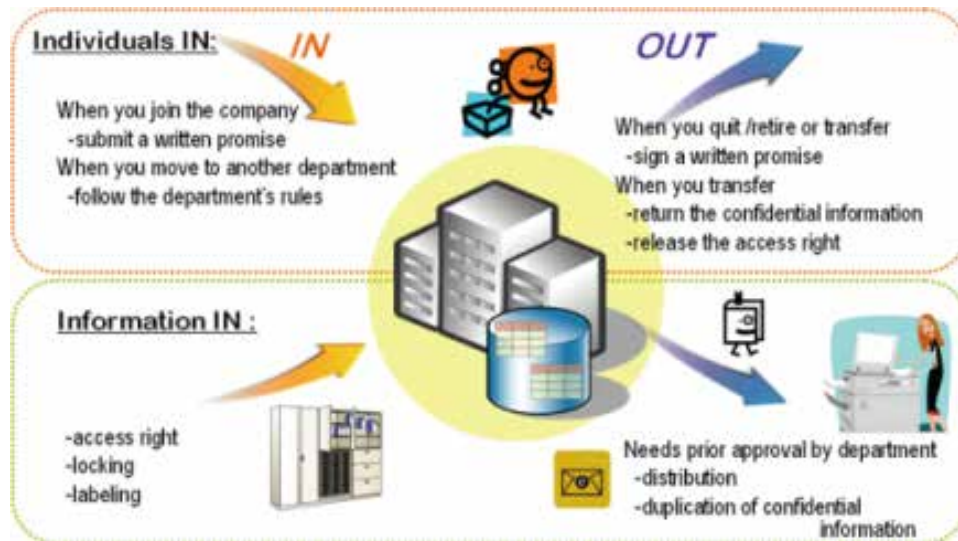 Individuals IN:
IN
When you join the company
-submit a written promise
When you move to another department
-follow the department's rules
OUT
When you quit /retire or transfer
-sign a written promise
When you transfer
-return the confidential information
-release the access right
Information IN :
-access right
-locking
-labeling
Needs prior approval by department
-distribution
-duplication of confidential
information